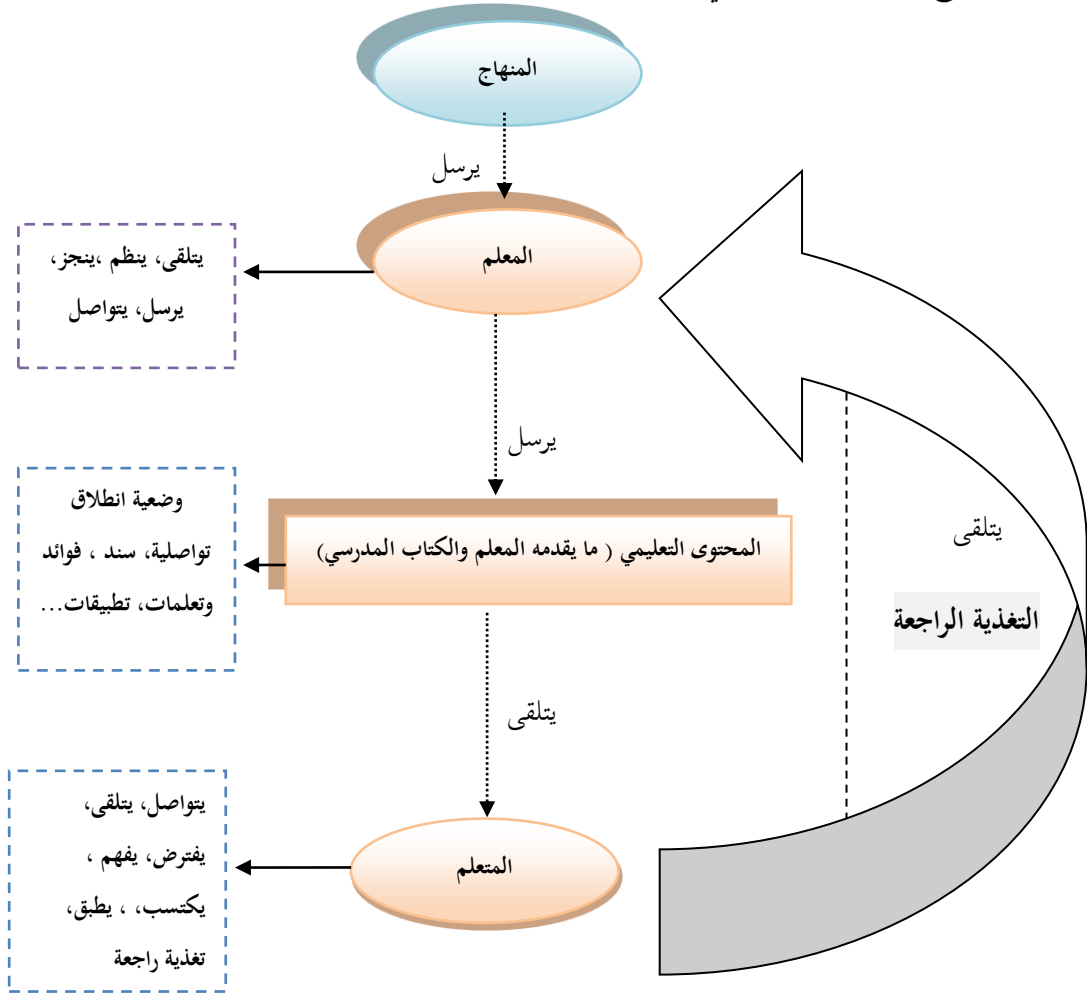 المنهاج
يرسل
المعلم
يتلقى، ينظم ،ينجز،
يرسل، يتواصل
يرسل
وضعية انطلاق
تواصلية، سند ، فوائد
وتعلمات، تطبيقات...
المحتوى التعليمي ( ما يقدمه المعلم والكتاب المدرسي)
يتلقى
التغذية الراجعة
يتلقى
المتعلم
يتواصل، يتلقى،
يفترض، يفهم ،
يكتسب، ، يطبق،
تغذية راجعة